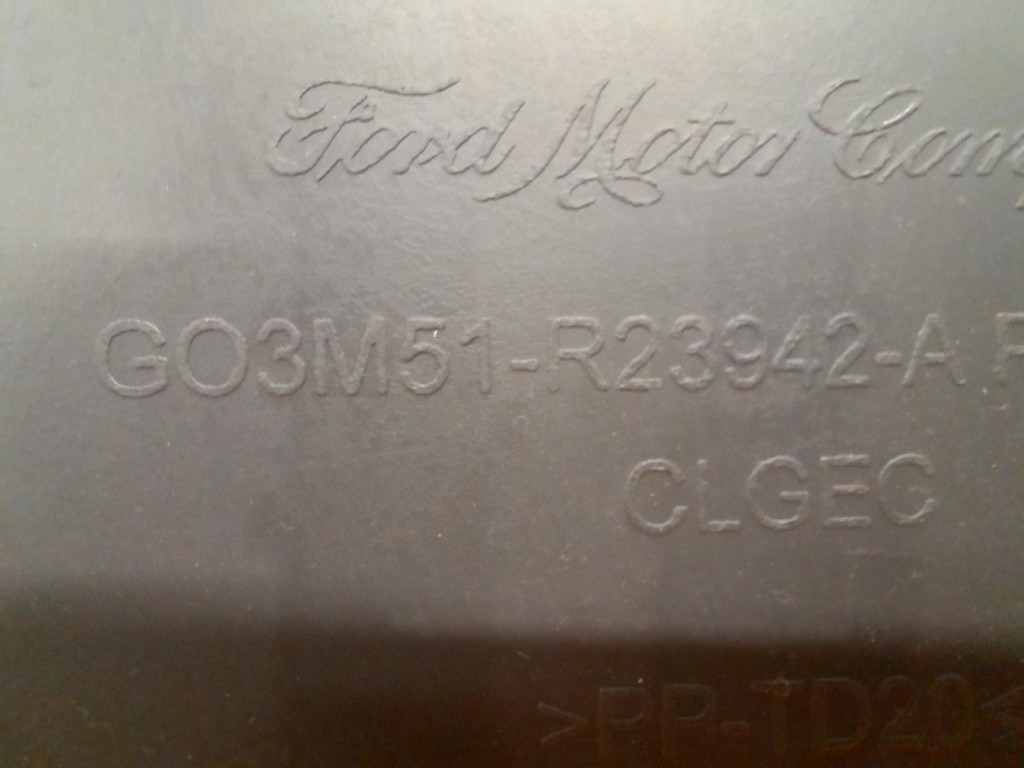 Ford Motor Com
GO3M51-R23942-A
CLGEC
>PP-TD20<